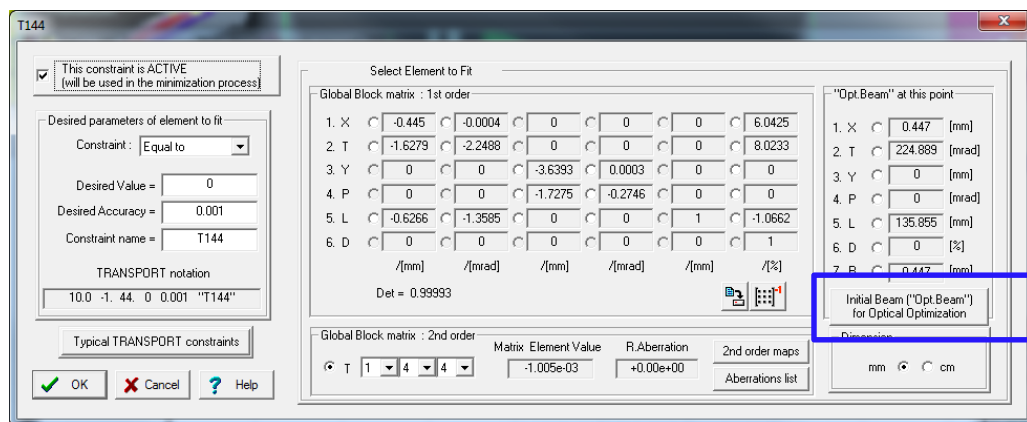 T144
This constraint is ACTIVE
(will be used in the minimization process)
Desired parameters of element to fit
Constraint : Equal to
Desired Value = 0
Desired Accuracy = 0.001
Constraint name = T144
TRANSPORT notation
10.0 -1. 44. 0 0.001 "T144"
Typical TRANSPORT constraints
OK Cancel ? Help
Select Element to Fit
Global Block matrix : 1st order
1. X -0.445 -0.0004 0 0 0 6.0425
2. T -1.6279 -2.2488 0 0 0 8.0233
3. Y 0 0 -3.6393 0.0003 0 0
4. P 0 0 -1.7275 -0.2746 0 0
5. L -0.6266 -1.3585 0 0 1 -1.0662
6. D 0 0 0 0 0 1
/[mm] /[mrad] /[mm] /[mrad] /[mm] /[%]
Det = 0.99993
[:::]-1
Global Block matrix : 2nd order
Matrix Element Value R.Aberration
T 1 4 4 -1.005e-03 +0.00e+00
2nd order maps
Aberrations list
"Opt.Beam" at this point
1. X 0.447 [mm]
2. T 224.889 [mrad]
3. Y 0 [mm]
4. P 0 [mrad]
5. L 135.855 [mm]
6. D 0 [%]
Initial Beam ("Opt.Beam")
for Optical Optimization
Dimension
mm cm